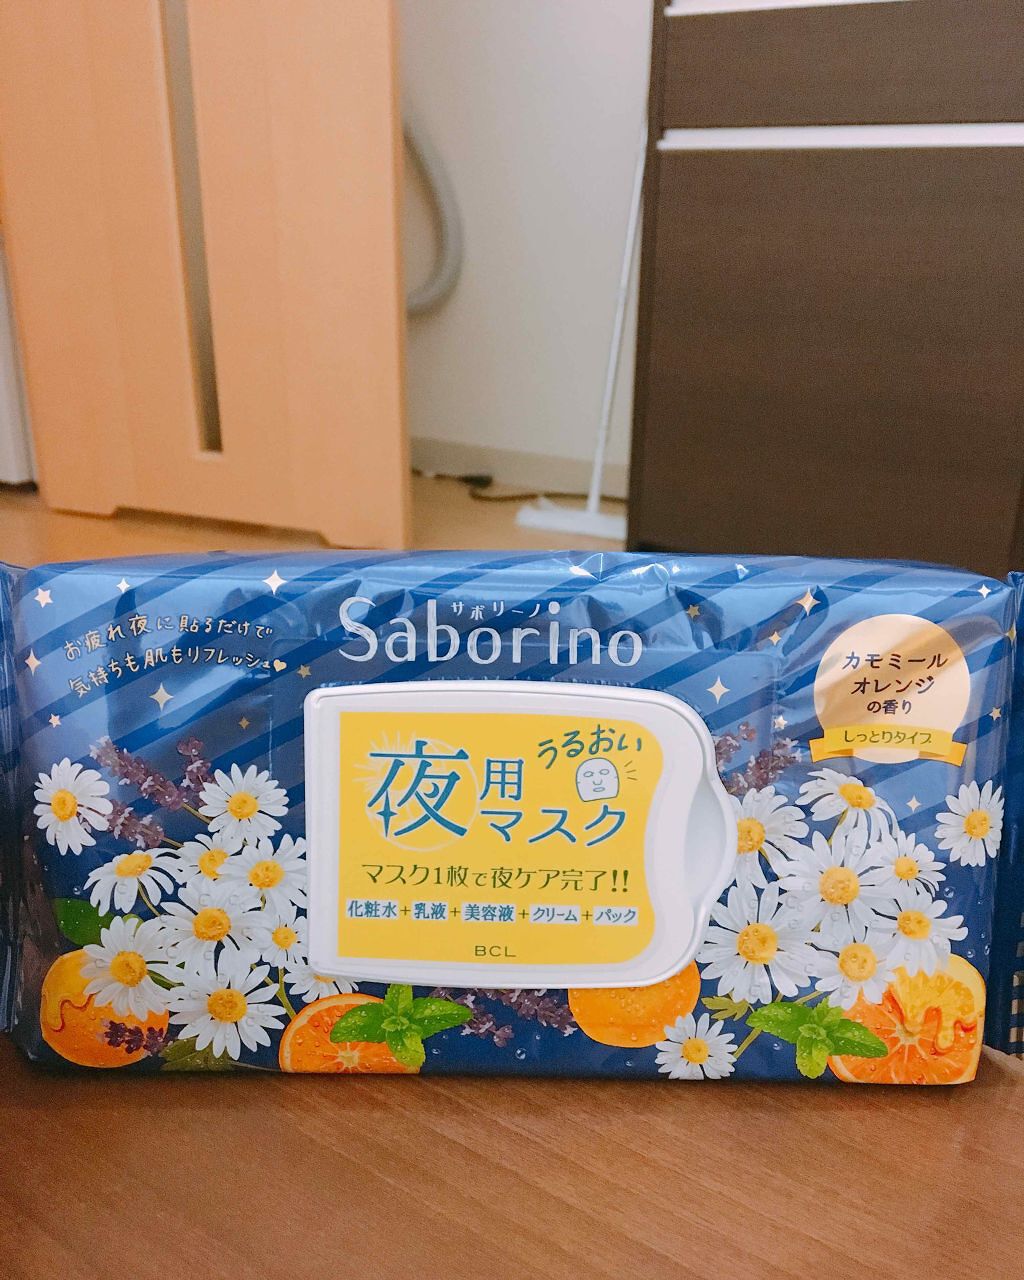 お疲れ夜に貼るだけで
気持ちも肌もリフレッシュ
サボリーノ
Saborino
カモミール
オレンジ
の香り
しっとりタイプ
うるおい
夜用
マスク
マスク1枚で夜ケア完了!!
化粧水+乳液+美容液+クリーム+パック
BCL